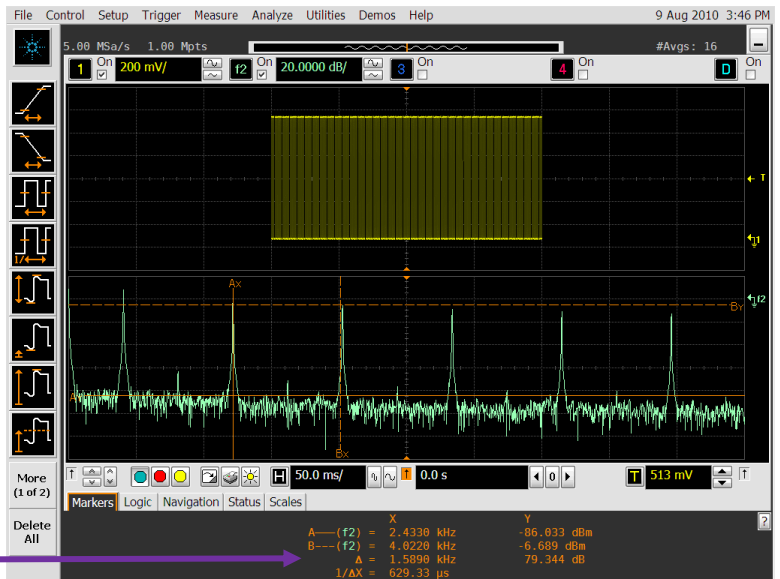 File Control Setup Trigger Measure Analyze Utilities Demos Help 9 Aug 2010 3:46 PM
5.00 MSa/s 1.00 Mpts #Avgs: 16
1 On 200 mV/ f2 On 20.0000 dB/ 3 On 4 On D On
T
1
Ax
f2
By
A
Bx
1/
More
(1 of 2)
Delete
All
H 50.0 ms/ T 0.0 s 0 T 513 mV T
Markers Logic Navigation Status Scales
?
X Y
A——(f2) = 2.4330 kHz -86.033 dBm
B---(f2) = 4.0220 kHz -6.689 dBm
Δ = 1.5890 kHz 79.344 dB
1/ΔX = 629.33 µs